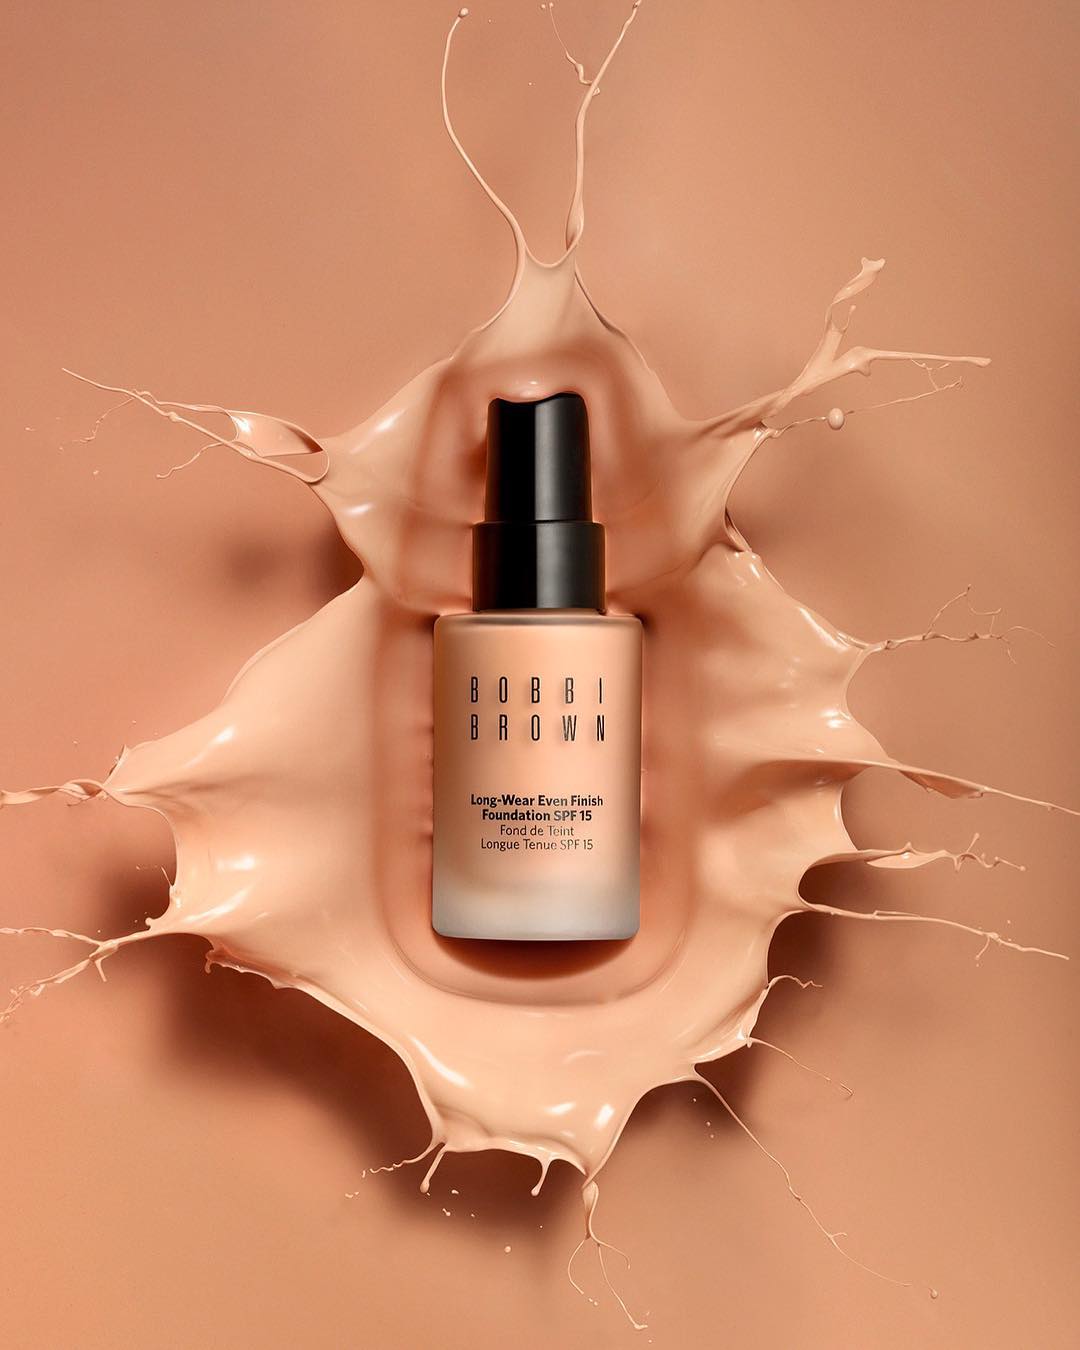 BOBBI
BROWN
Long-Wear Even Finish
Foundation SPF 15
Fond de Teint
Longue Tenue SPF 15